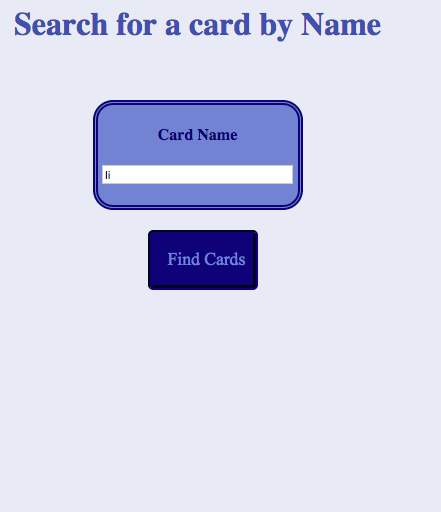 Search for a card by Name
Card Name
li
Find Cards